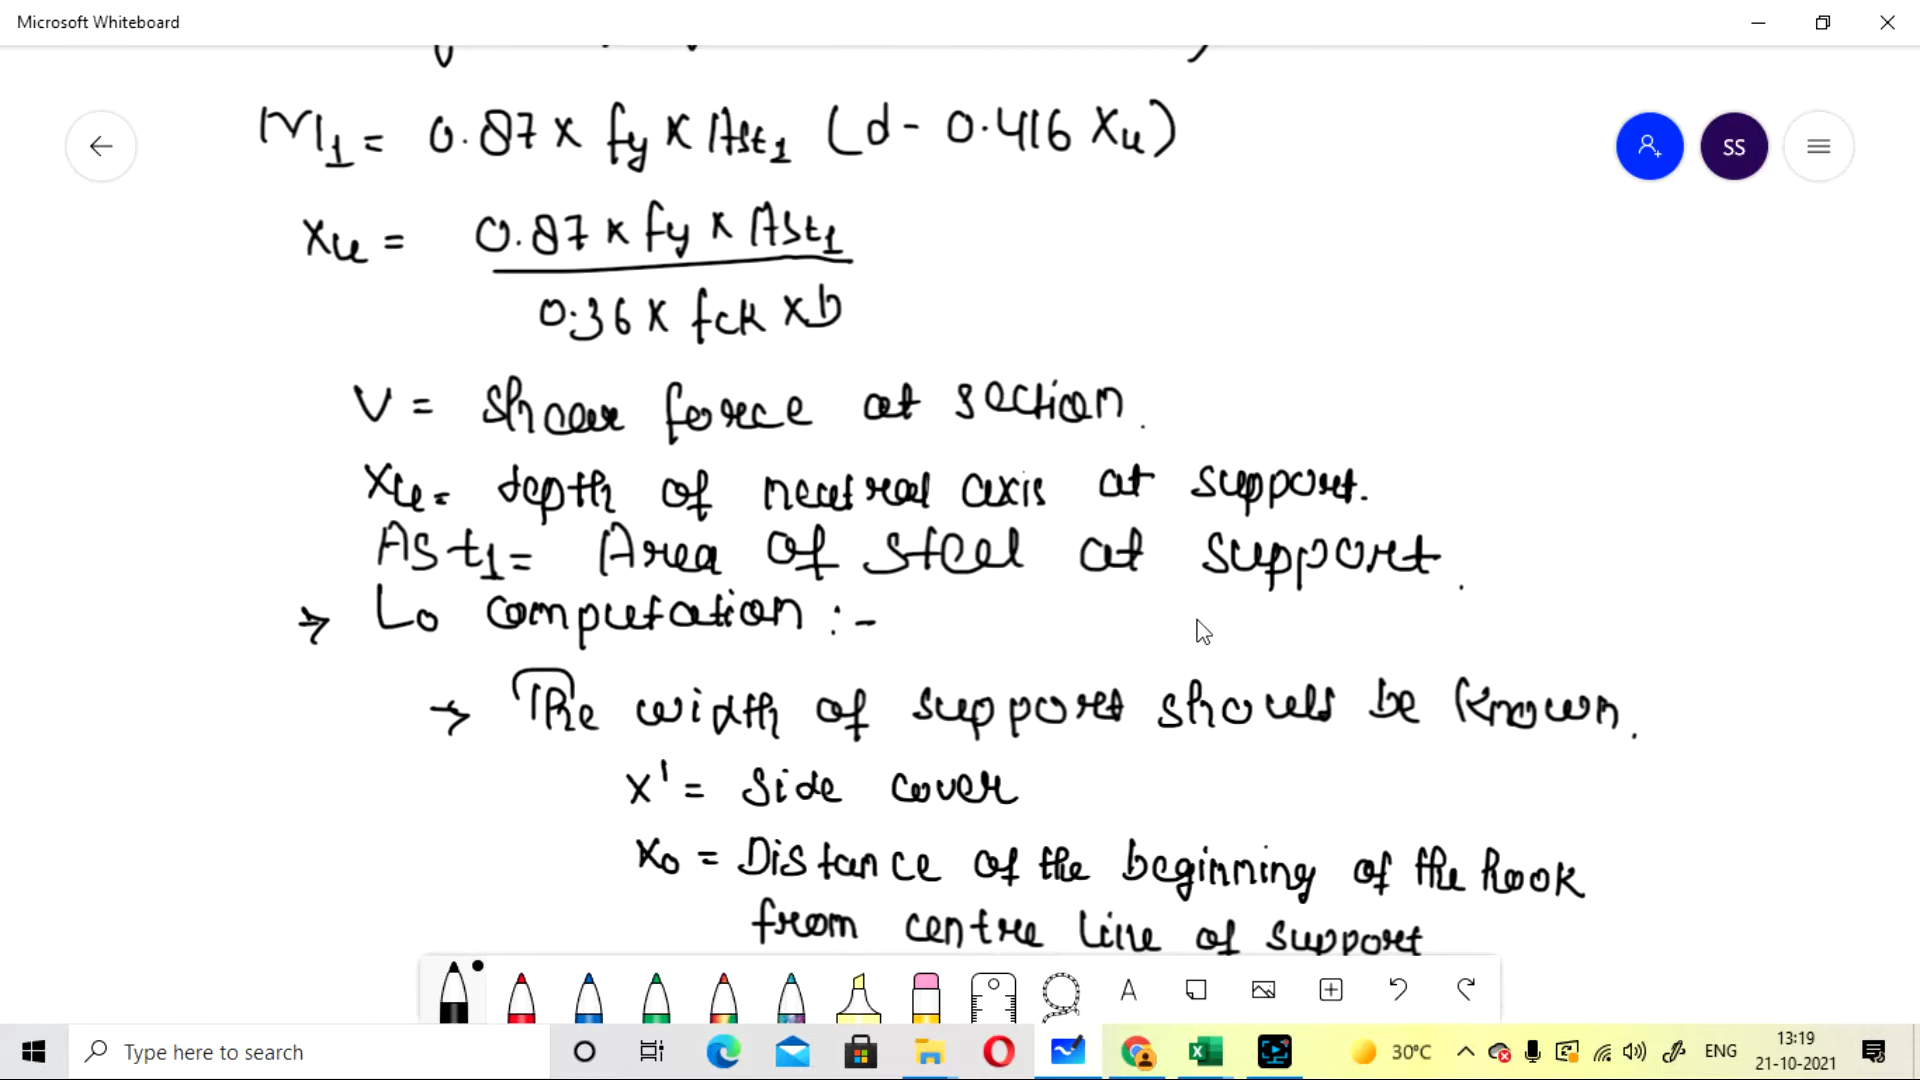 Microsoft Whiteboard
M1 = 0.87 x fy x Ast1 (d - 0.416 Xu)
SS
Xu = 0.87 x fy x Ast1
0.36 x fck x b
V = Shear force at section.
Xu = depth of neutral axis at support.
Ast1 = Area of steel at support.
→ Lo computation :-
→ The width of support should be known.
x' = Side cover
Xo = Distance of the beginning of the hook
from centre line of support
A
Type here to search
30°C
ENG
13:19
21-10-2021